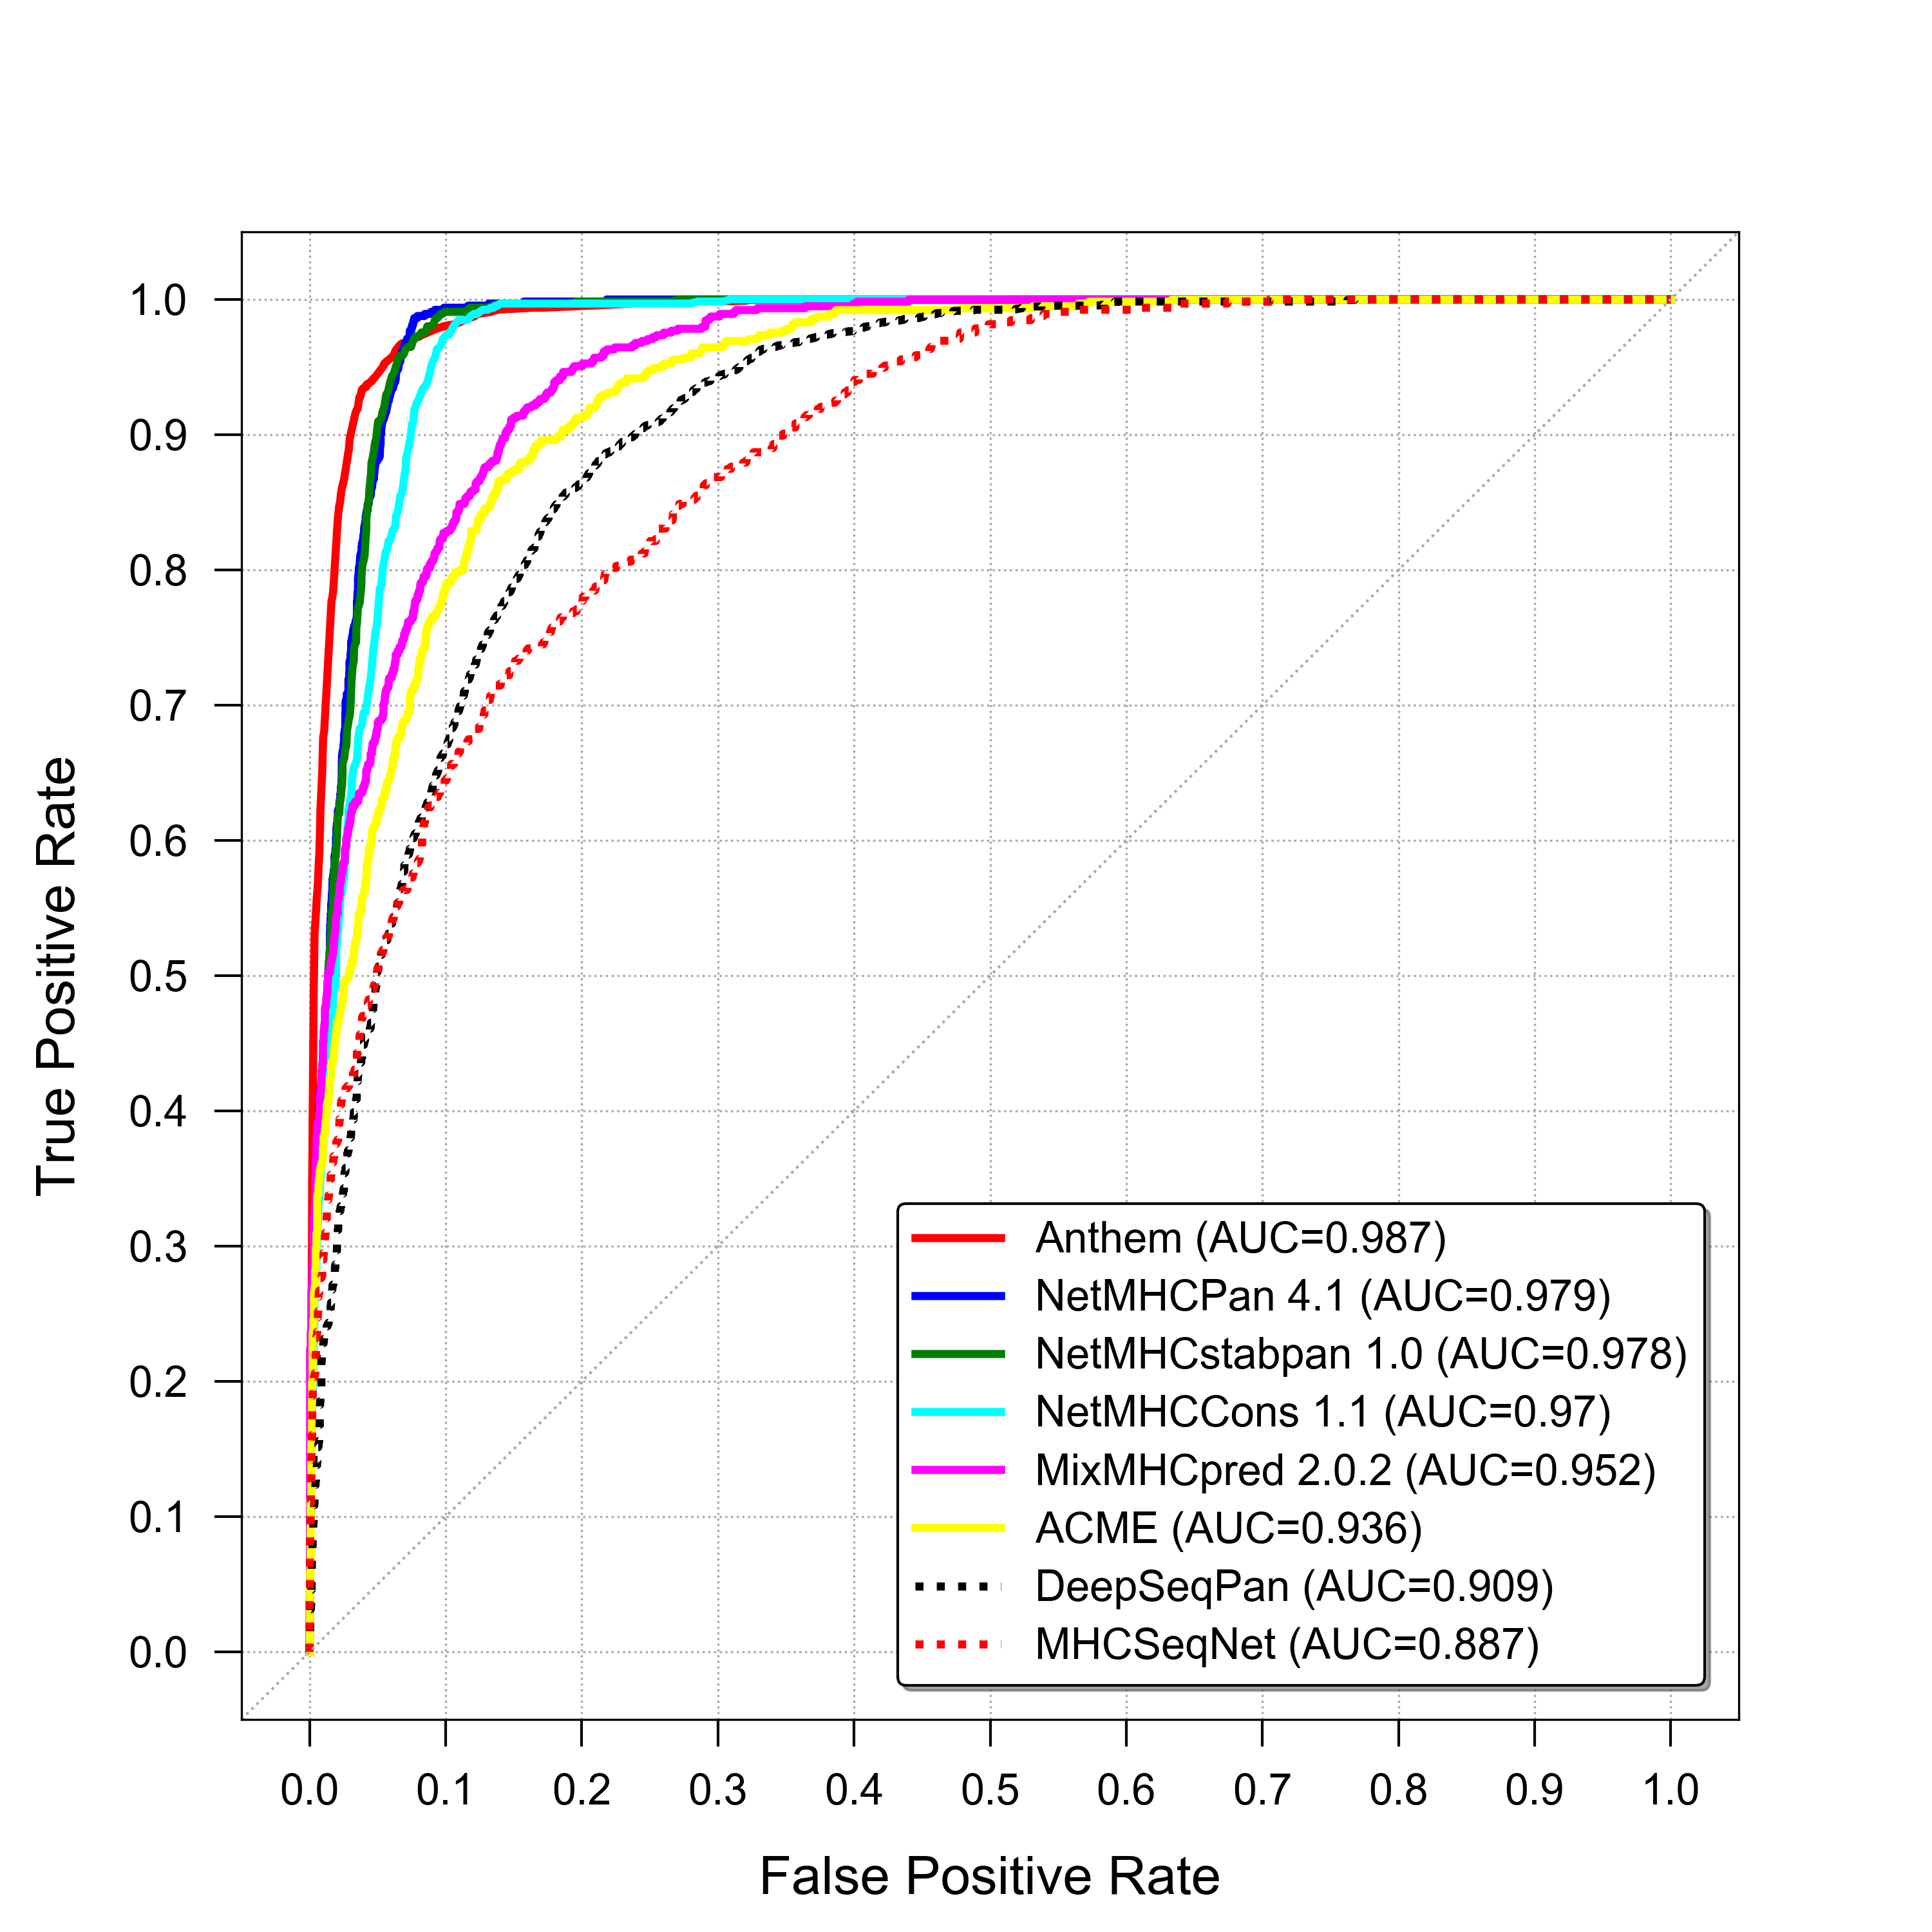 1.0
0.9
0.8
0.7
0.6
0.5
0.4
0.3
0.2
0.1
0.0
True Positive Rate
Anthem (AUC=0.987)
NetMHCPan 4.1 (AUC=0.979)
NetMHCstabpan 1.0 (AUC=0.978)
NetMHCCons 1.1 (AUC=0.97)
MixMHCpred 2.0.2 (AUC=0.952)
ACME (AUC=0.936)
DeepSeqPan (AUC=0.909)
MHCSeqNet (AUC=0.887)
0.0 0.1 0.2 0.3 0.4 0.5 0.6 0.7 0.8 0.9 1.0
False Positive Rate